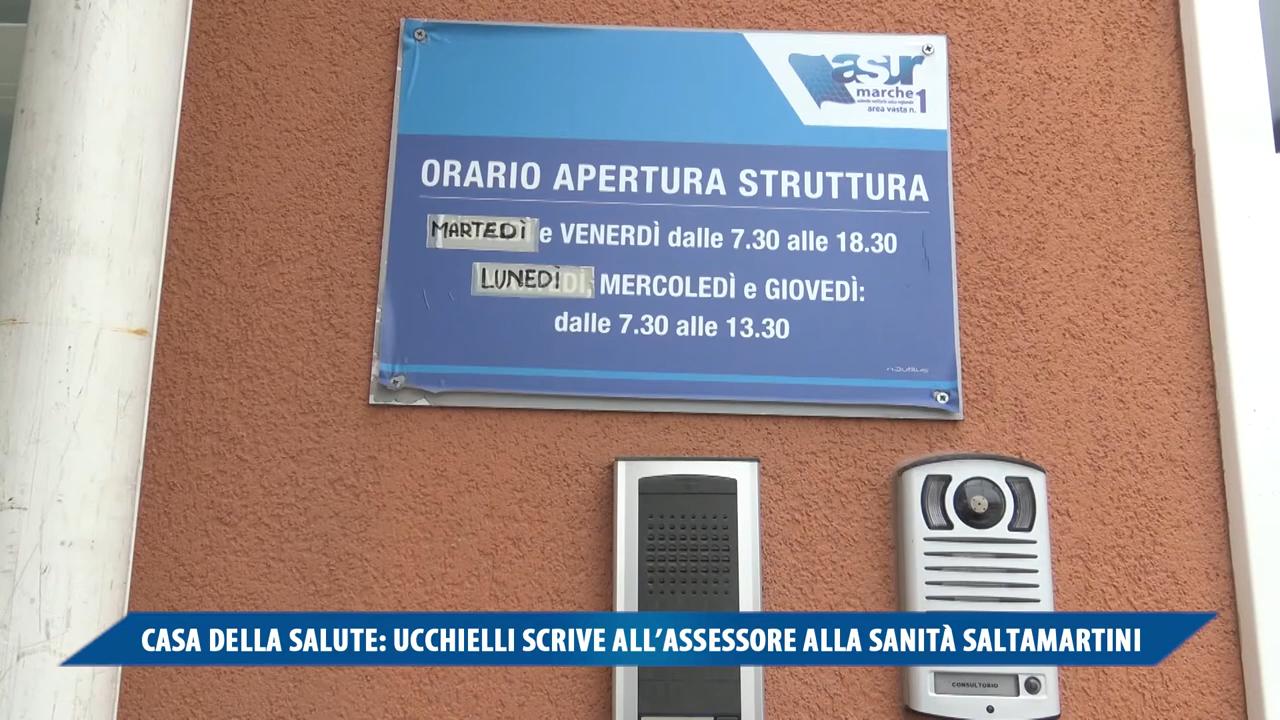 asur
marche 1
area vasta n.
ORARIO APERTURA STRUTTURA
MARTEDÌ e VENERDÌ dalle 7.30 alle 18.30
LUNEDÌ, MERCOLEDÌ e GIOVEDÌ:
dalle 7.30 alle 13.30
CASA DELLA SALUTE: UCCHIELLI SCRIVE ALL'ASSESSORE ALLA SANITÀ SALTAMARTINI
CONSULTORIO